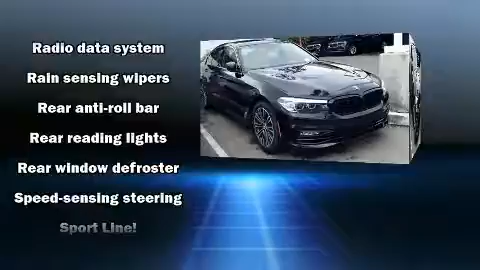 Radio data system
Rain sensing wipers
Rear anti-roll bar
Rear reading lights
Rear window defroster
Speed-sensing steering
Sport Line!